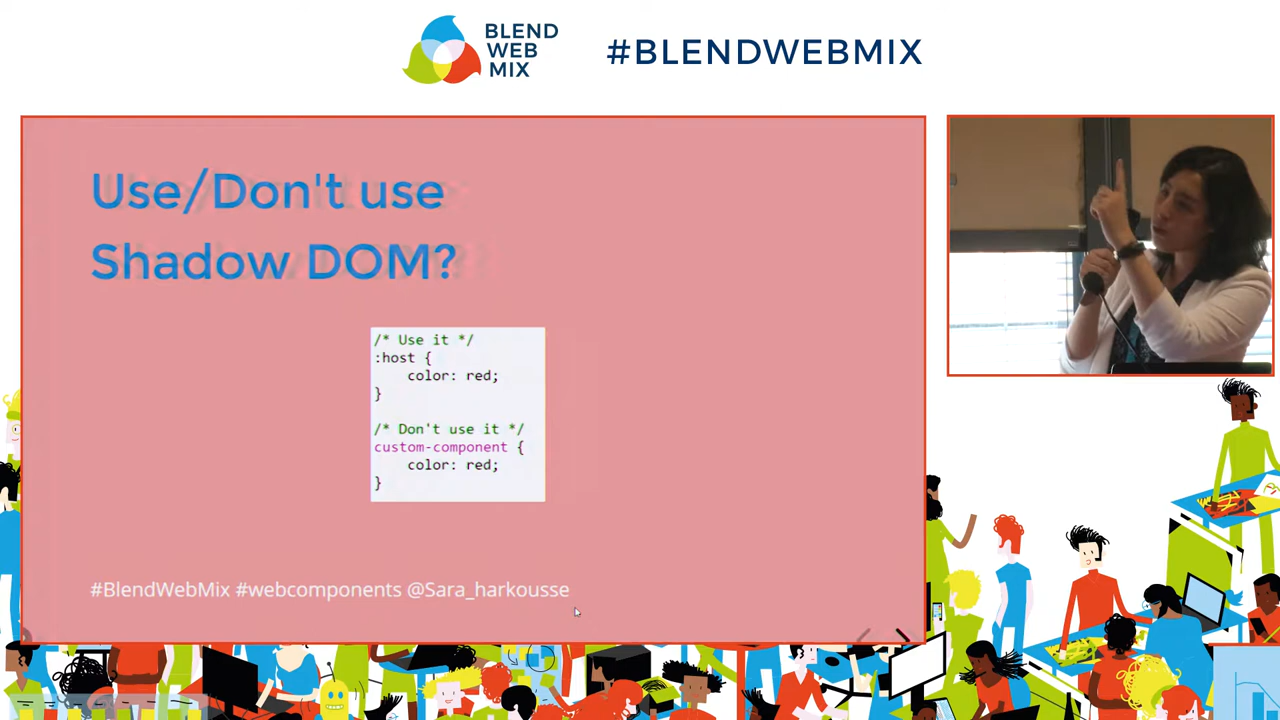 BLEND
WEB
MIX
#BLENDWEBMIX
Use/Don't use
Shadow DOM?
/* Use it */
:host {
    color: red;
}
/* Don't use it */
custom-component {
    color: red;
}
#BlendWebMix #webcomponents @Sara_harkousse